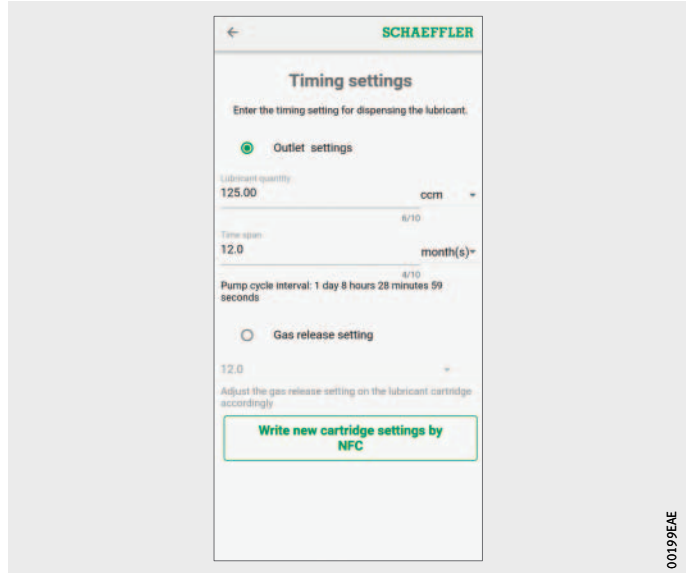 ←
SCHAEFFLER
Timing settings
Enter the timing setting for dispensing the lubricant.
Outlet settings
Lubricant quantity
125.00
ccm
6/10
Time span
12.0
month(s)
4/10
Pump cycle interval: 1 day 8 hours 28 minutes 59
seconds
Gas release setting
12.0
Adjust the gas release setting on the lubricant cartridge
accordingly
Write new cartridge settings by
NFC
00199EAE